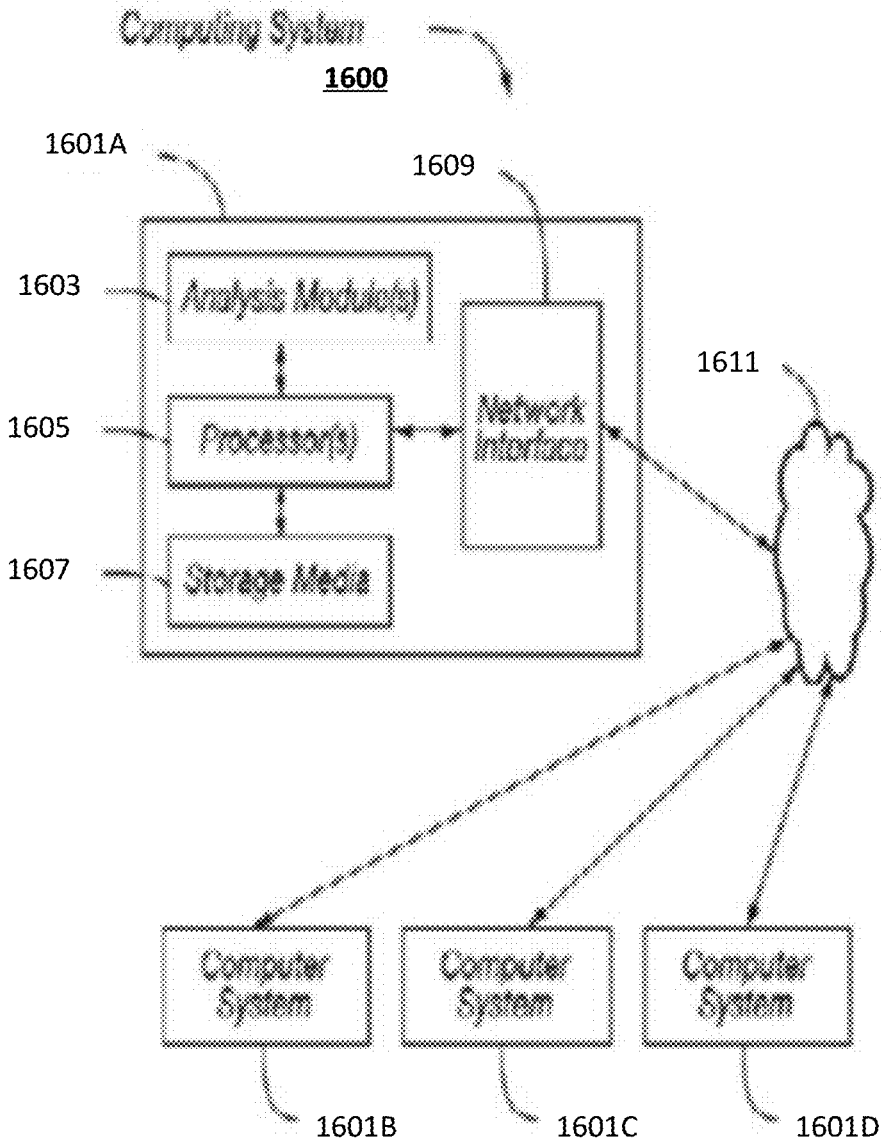 Computing System
1600
1601A
1609
1603
Analysis Module(s)
1611
1605
Processor(s)
Network
Interface
1607
Storage Media
Computer
System
Computer
System
Computer
System
1601B
1601C
1601D